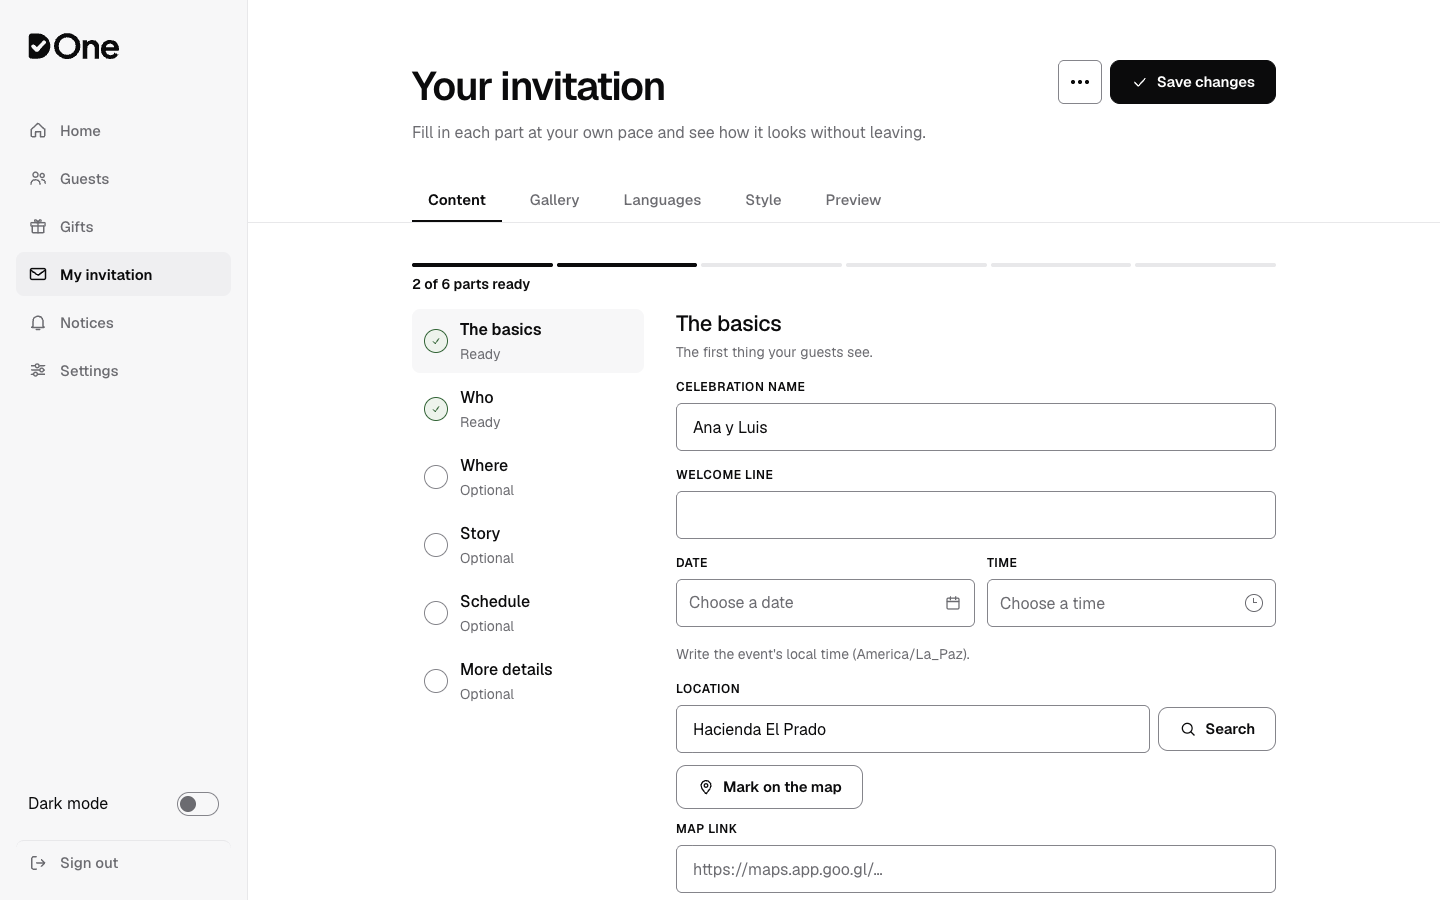 DOne
Home
Guests
Gifts
My invitation
Notices
Settings
Dark mode
Sign out
Your invitation
Save changes
Fill in each part at your own pace and see how it looks without leaving.
Content Gallery Languages Style Preview
2 of 6 parts ready
The basics
Ready
Who
Ready
Where
Optional
Story
Optional
Schedule
Optional
More details
Optional
The basics
The first thing your guests see.
CELEBRATION NAME
Ana y Luis
WELCOME LINE
DATE TIME
Choose a date Choose a time
Write the event's local time (America/La_Paz).
LOCATION
Hacienda El Prado Search
Mark on the map
MAP LINK
https://maps.app.goo.gl/…